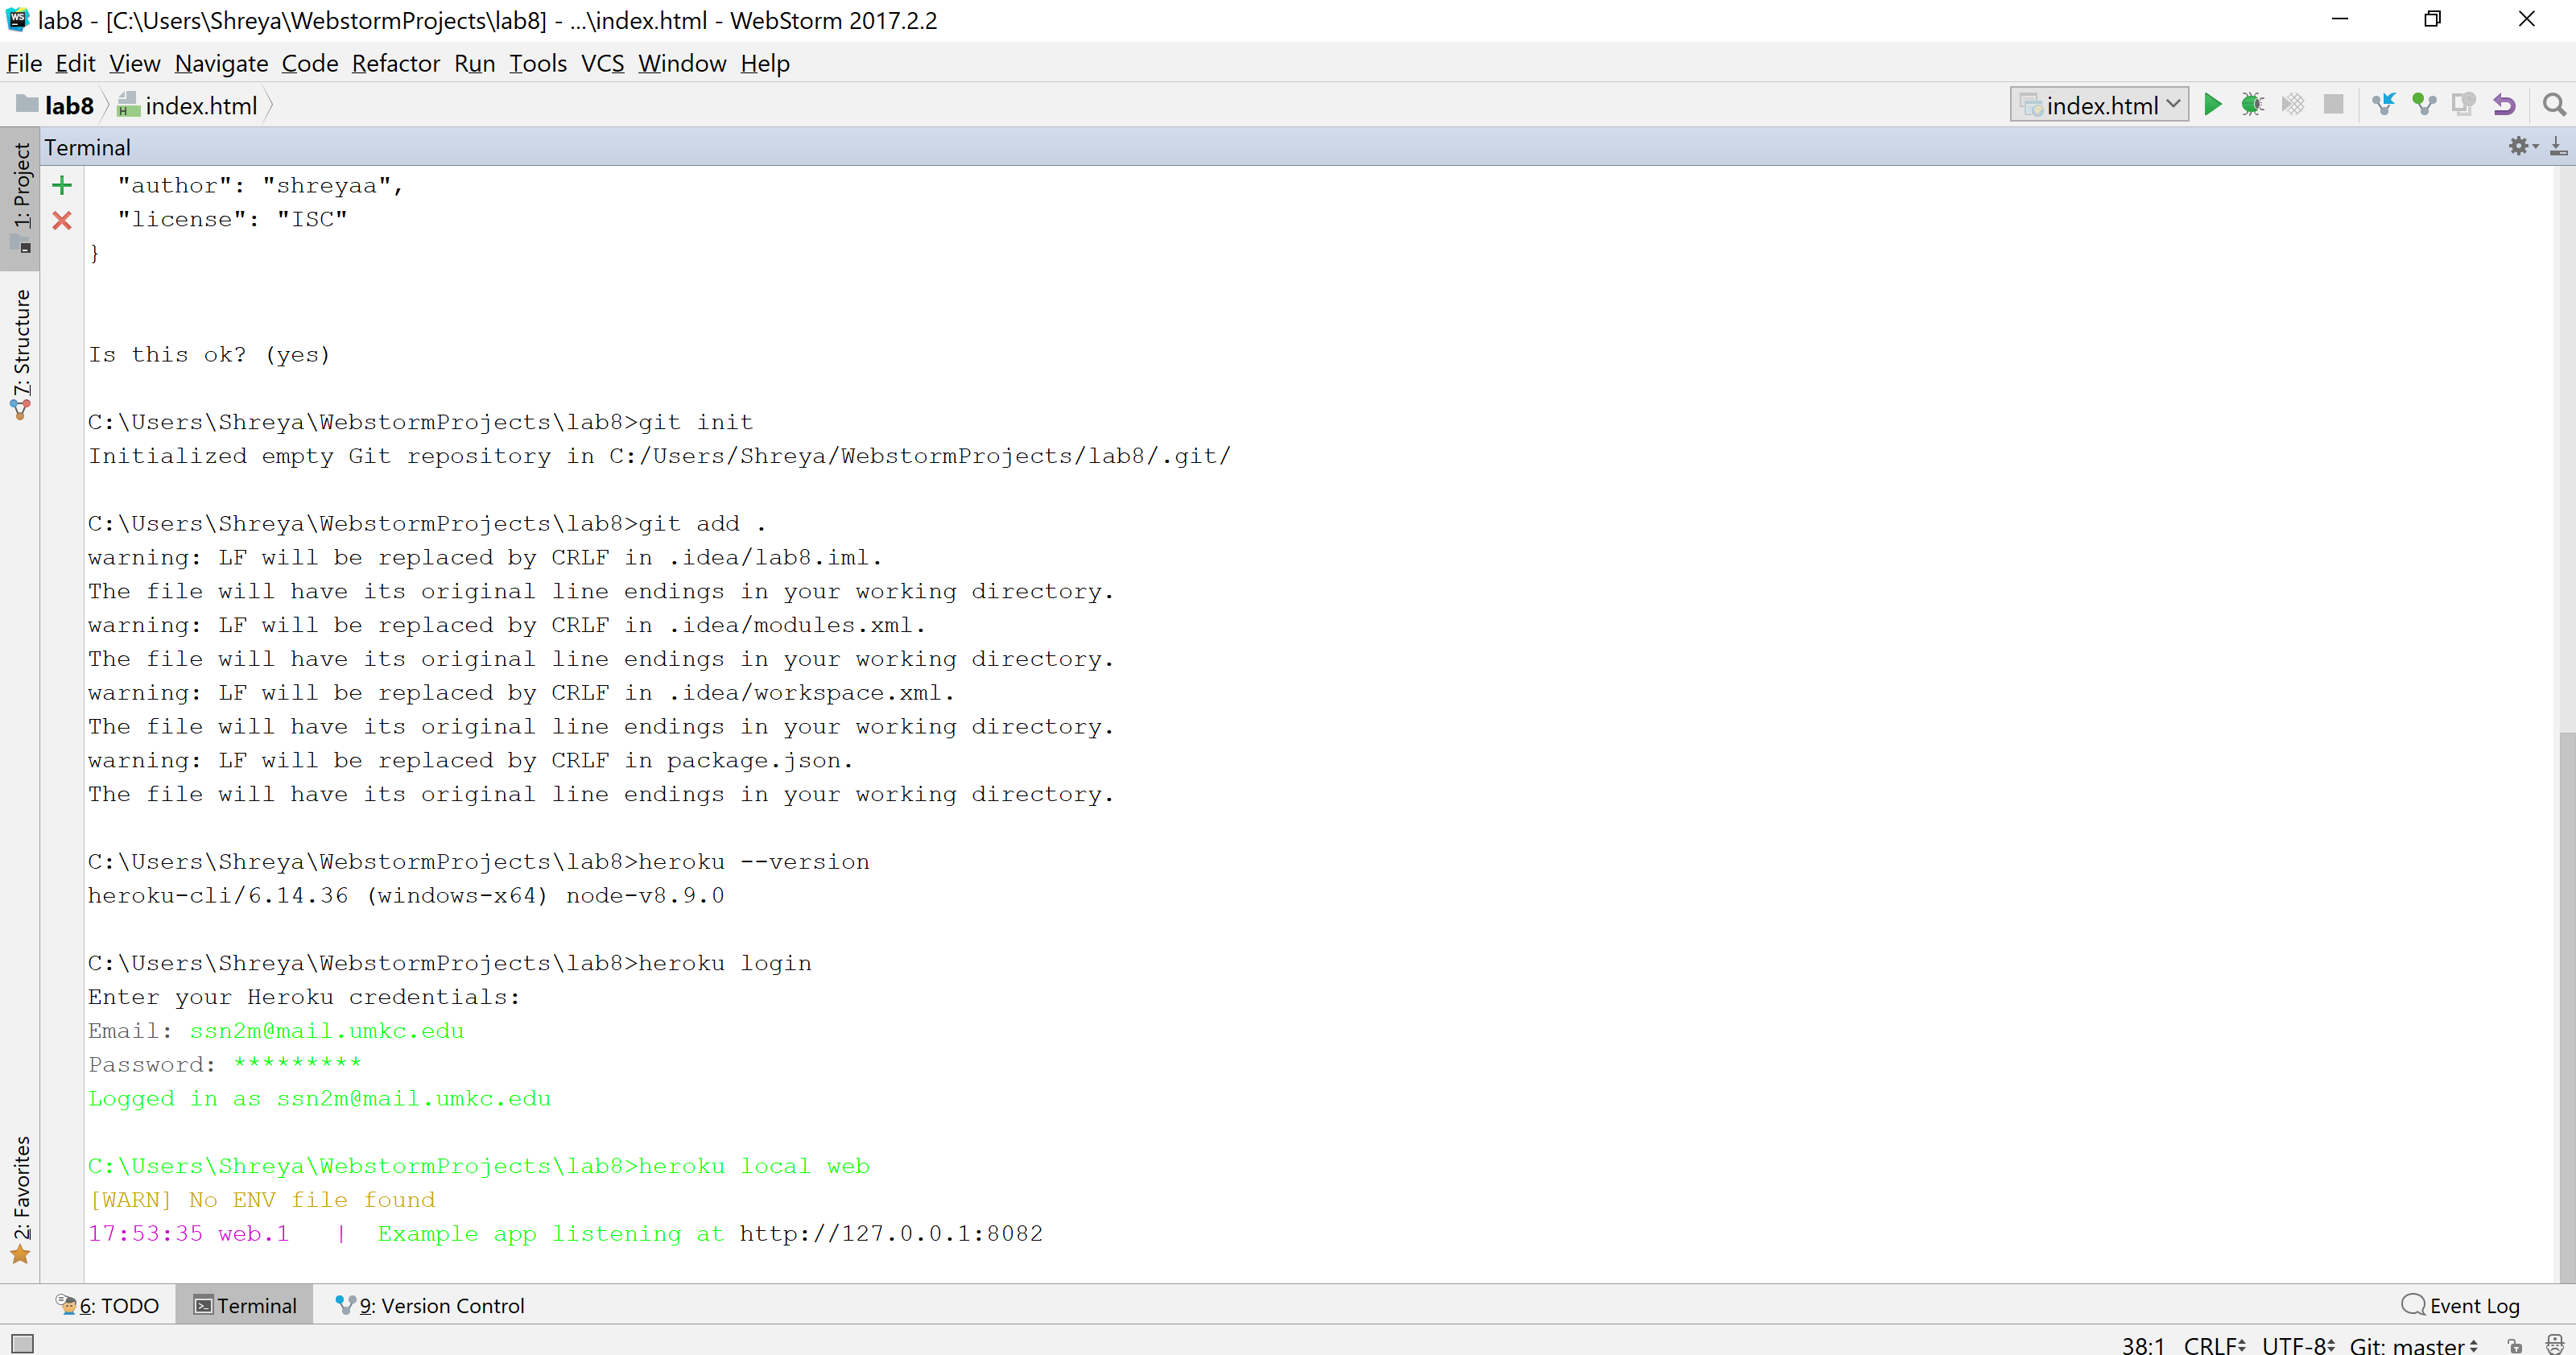 lab8 - [C:\Users\Shreya\WebstormProjects\lab8] - ...\index.html - WebStorm 2017.2.2
File Edit View Navigate Code Refactor Run Tools VCS Window Help
lab8 index.html index.html
Terminal
1: Project
7: Structure
2: Favorites
"author": "shreyaa",
"license": "ISC"
}
Is this ok? (yes)
C:\Users\Shreya\WebstormProjects\lab8>git init
Initialized empty Git repository in C:/Users/Shreya/WebstormProjects/lab8/.git/
C:\Users\Shreya\WebstormProjects\lab8>git add .
warning: LF will be replaced by CRLF in .idea/lab8.iml.
The file will have its original line endings in your working directory.
warning: LF will be replaced by CRLF in .idea/modules.xml.
The file will have its original line endings in your working directory.
warning: LF will be replaced by CRLF in .idea/workspace.xml.
The file will have its original line endings in your working directory.
warning: LF will be replaced by CRLF in package.json.
The file will have its original line endings in your working directory.
C:\Users\Shreya\WebstormProjects\lab8>heroku --version
heroku-cli/6.14.36 (windows-x64) node-v8.9.0
C:\Users\Shreya\WebstormProjects\lab8>heroku login
Enter your Heroku credentials:
Email: ssn2m@mail.umkc.edu
Password: *********
Logged in as ssn2m@mail.umkc.edu
C:\Users\Shreya\WebstormProjects\lab8>heroku local web
[WARN] No ENV file found
17:53:35 web.1   |  Example app listening at http://127.0.0.1:8082
6: TODO Terminal 9: Version Control Event Log
38:1 CRLF UTF-8 Git: master